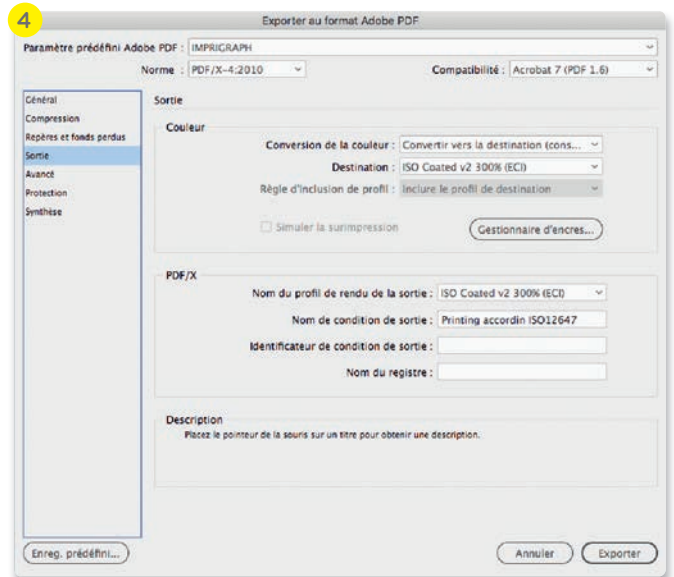 4
Exporter au format Adobe PDF
Paramètre prédéfini Adobe PDF : IMPRIGRAPH
Norme : PDF/X-4:2010 Compatibilité : Acrobat 7 (PDF 1.6)
Général
Compression
Repères et fonds perdus
Sortie
Avancé
Protection
Synthèse
Sortie
Couleur
Conversion de la couleur : Convertir vers la destination (cons...
Destination : ISO Coated v2 300% (ECI)
Règle d'inclusion de profil : Inclure le profil de destination
Simuler la surimpression Gestionnaire d'encres...
PDF/X
Nom du profil de rendu de la sortie : ISO Coated v2 300% (ECI)
Nom de condition de sortie : Printing accordin ISO12647
Identificateur de condition de sortie :
Nom du registre :
Description
Placez le pointeur de la souris sur un titre pour obtenir une description.
Enreg. prédéfini... Annuler Exporter